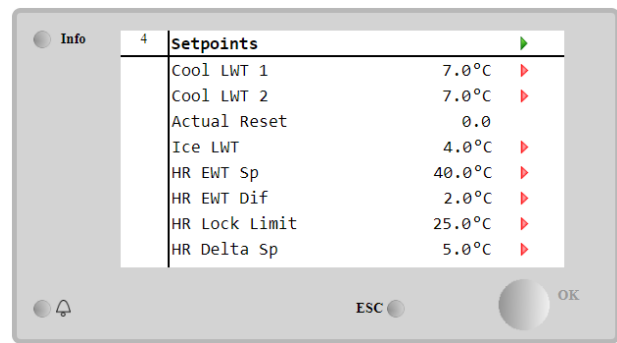 Info
4 Setpoints
Cool LWT 1 7.0°C
Cool LWT 2 7.0°C
Actual Reset 0.0
Ice LWT 4.0°C
HR EWT Sp 40.0°C
HR EWT Dif 2.0°C
HR Lock Limit 25.0°C
HR Delta Sp 5.0°C
ESC
OK